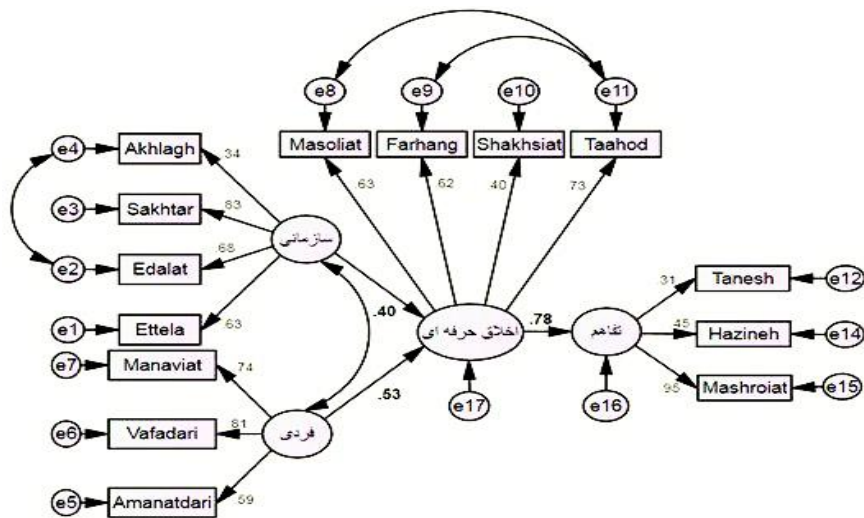 e8
e9
e10
e11
Masoliat
Farhang
Shakhsiat
Taahod
.63
.62
.40
.73
e4
Akhlagh
.34
e3
Sakhtar
.83
e2
Edalat
.68
سازمانی
e1
Ettela
.63
.40
e7
Manaviat
.74
اخلاق حرفه ای
.78
تفاهم
.31
Tanesh
e12
.45
Hazineh
e14
.95
Mashroiat
e15
.53
e6
Vafadari
.81
فردی
e17
e16
e5
Amanatdari
.59